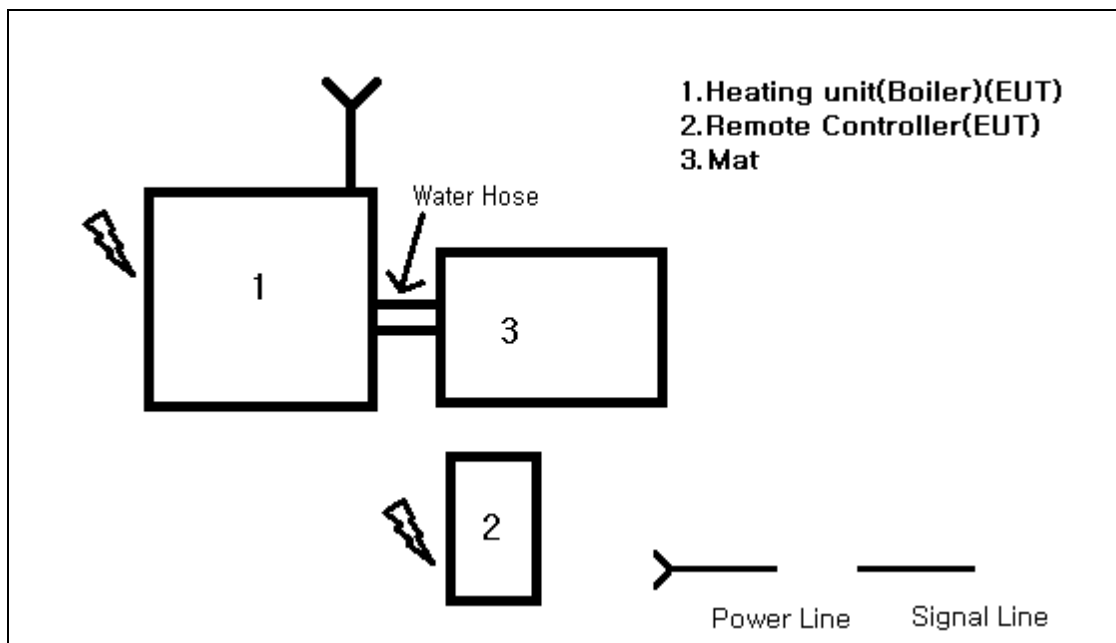 1.Heating unit(Boiler)(EUT)
2.Remote Controller(EUT)
3.Mat
Water Hose
1
3
2
Power Line
Signal Line